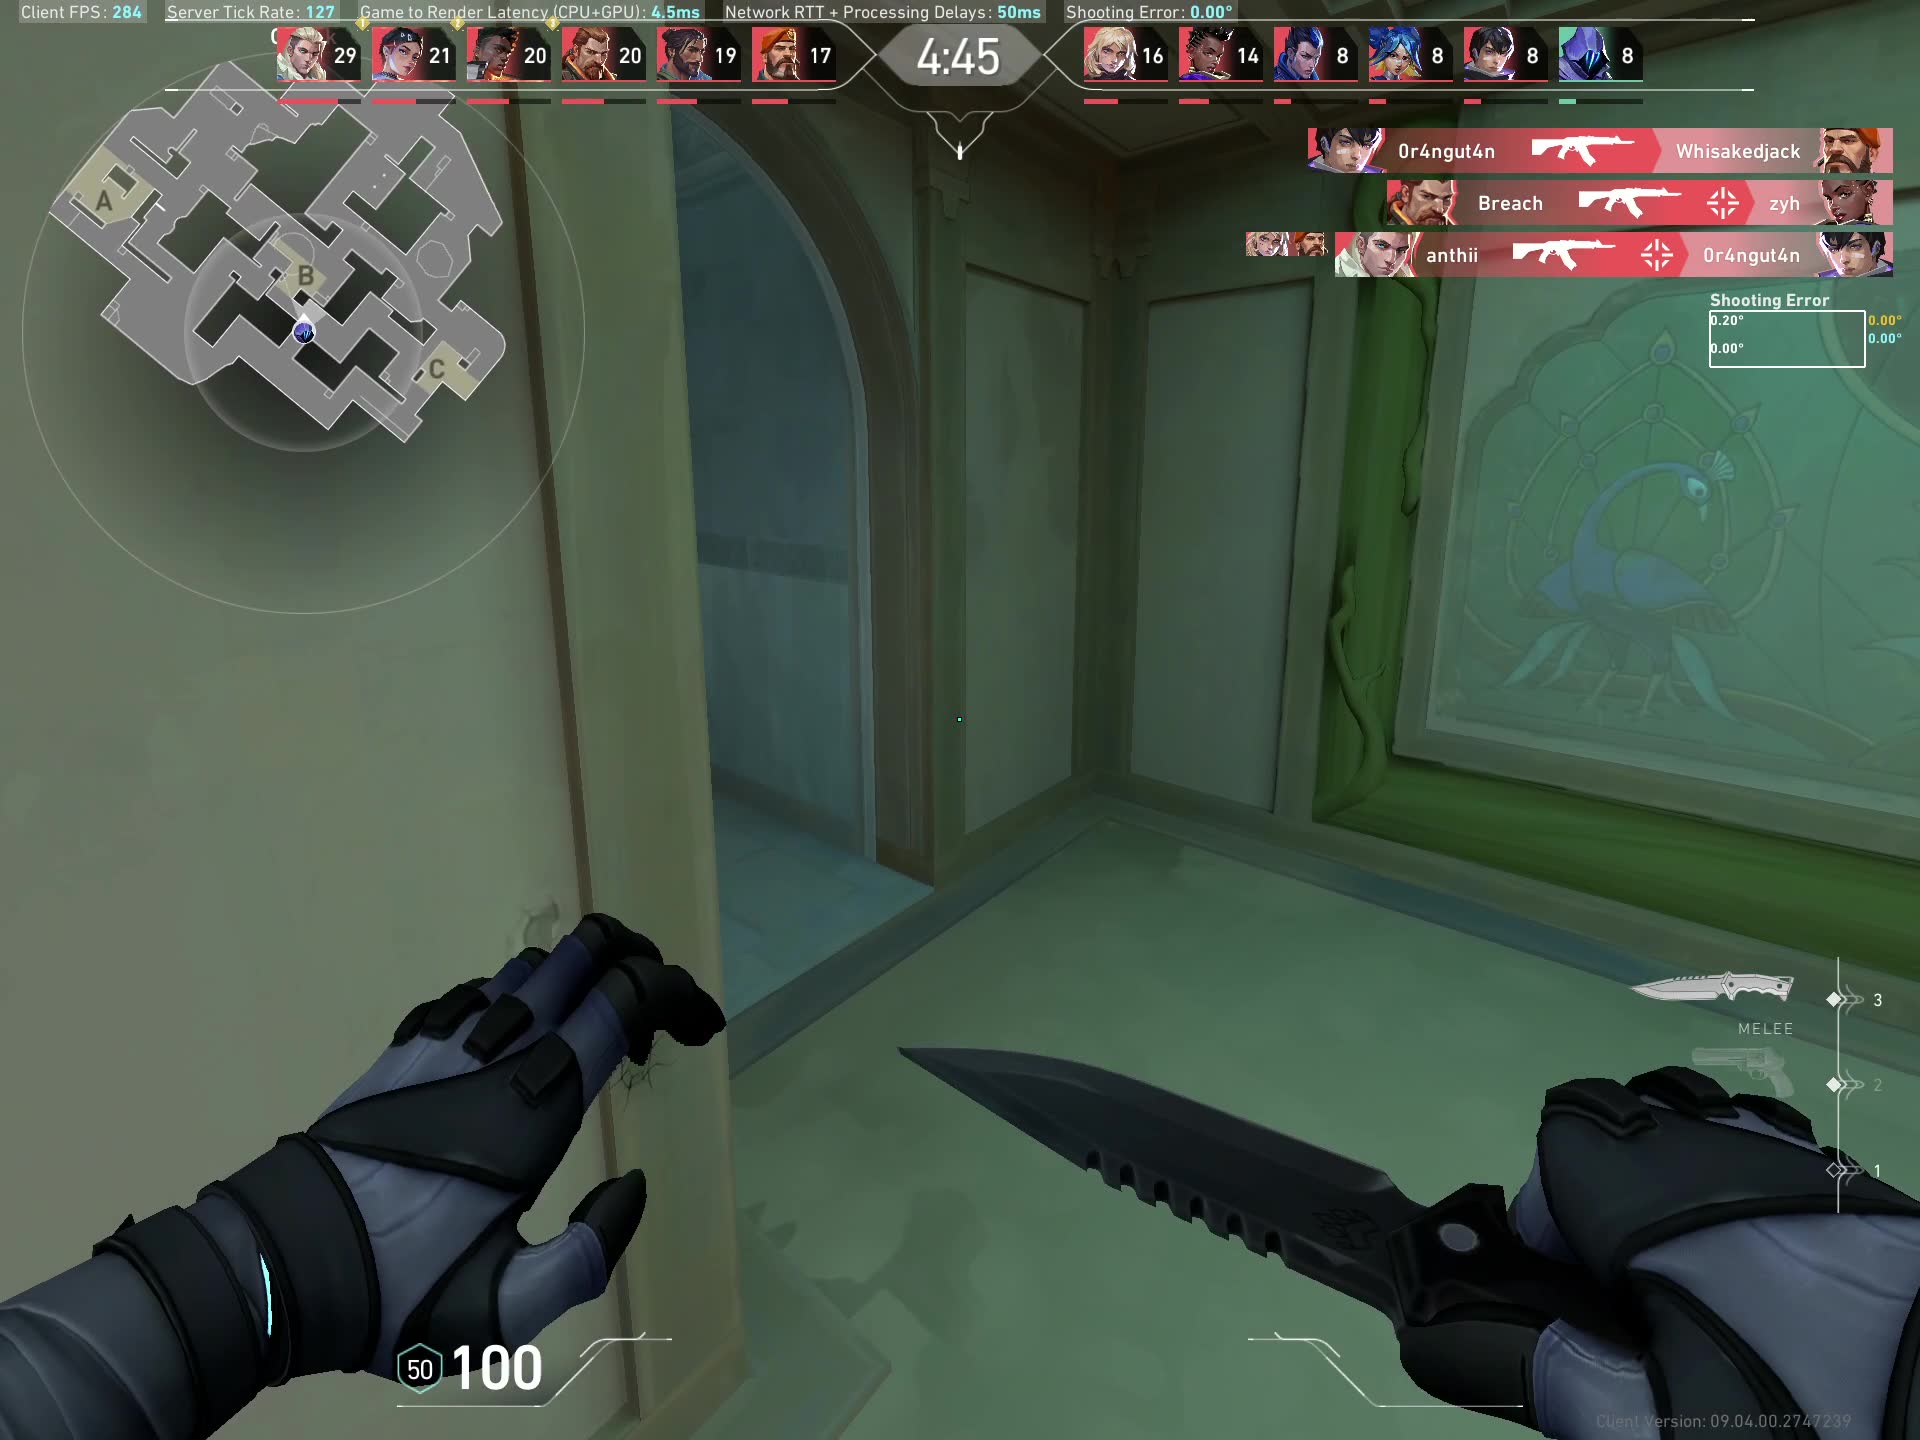 Client FPS: 284 Server Tick Rate: 127 Game to Render Latency (CPU+GPU): 4.5ms Network RTT + Processing Delays: 50ms Shooting Error: 0.00°
29 21 20 20 19 17 4:45 16 14 8 8 8 8
0r4ngut4n Whisakedjack
Breach zyh
anthii 0r4ngut4n
A
B
C
Shooting Error
0.20° 0.00°
0.00° 0.00°
3
MELEE
2
1
50 100
Client Version: 09.04.00.2747239